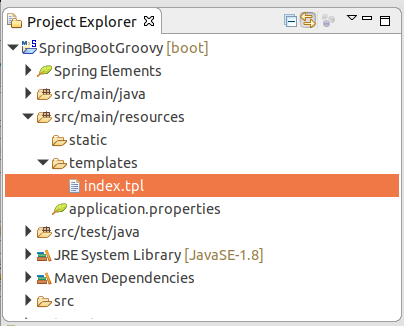 Project Explorer
SpringBootGroovy [boot]
Spring Elements
src/main/java
src/main/resources
static
templates
index.tpl
application.properties
src/test/java
JRE System Library [JavaSE-1.8]
Maven Dependencies
src